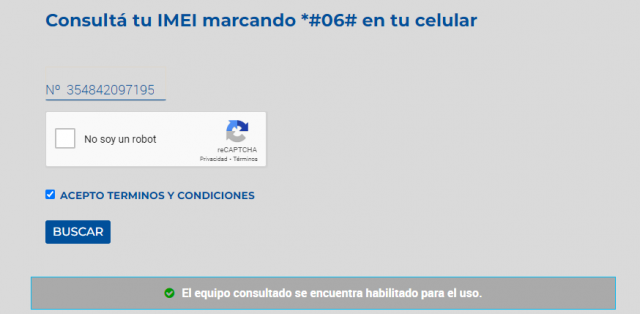 Consultá tu IMEI marcando *#06# en tu celular
Nº 354842097195
No soy un robot
reCAPTCHA
Privacidad - Términos
ACEPTO TERMINOS Y CONDICIONES
BUSCAR
El equipo consultado se encuentra habilitado para el uso.